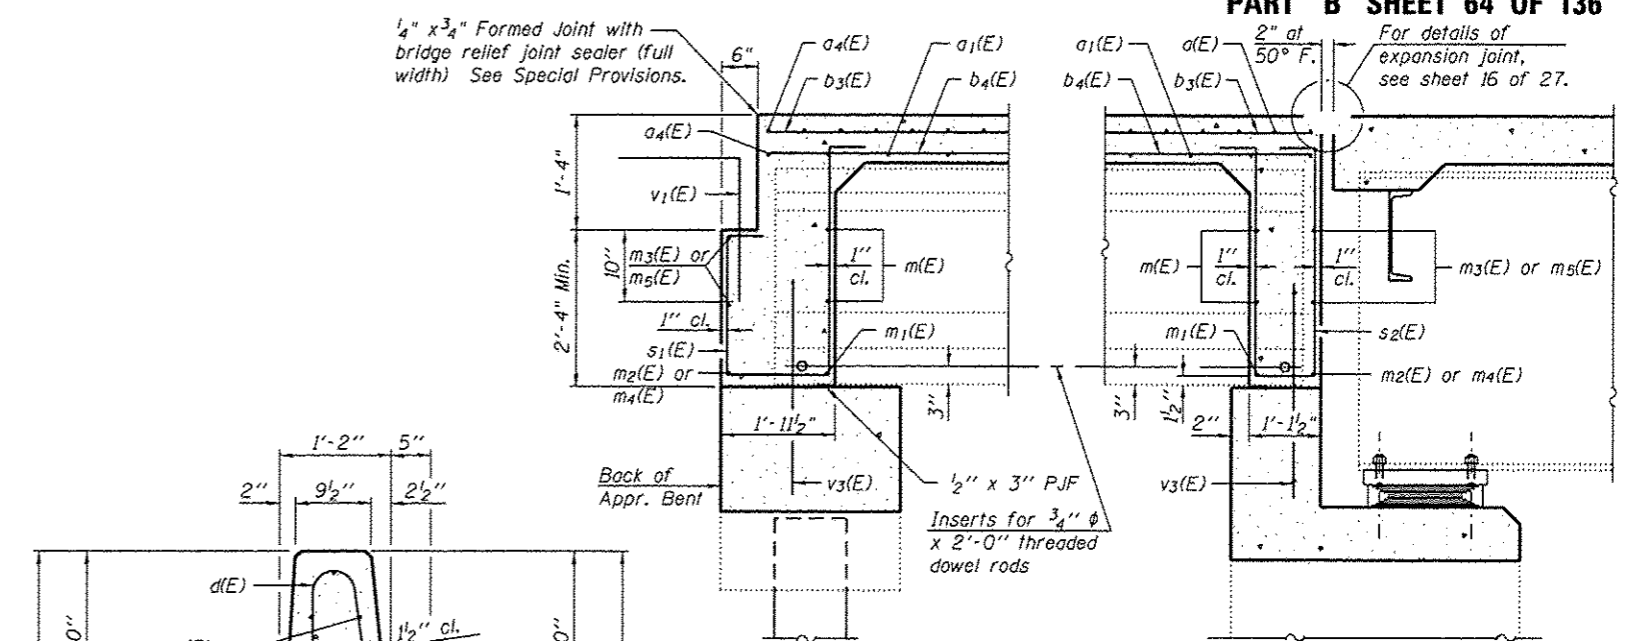 PART B SHEET 64 OF 136
1/4" x 3/4" Formed Joint with
bridge relief joint sealer (full
width) See Special Provisions.
6"
a4(E)
a1(E)
b3(E)
b4(E)
a1(E)
a(E)
b4(E)
b3(E)
2" at
50° F.
For details of
expansion joint,
see sheet 16 of 27.
a4(E)
1'-4"
v1(E)
2'-4" Min.
10"
m3(E) or
m5(E)
1"
cl.
m(E)
m(E)
1"
cl.
1"
cl.
m3(E) or m5(E)
1" cl.
s1(E)
m2(E) or
m4(E)
m1(E)
m1(E)
s2(E)
m2(E) or m4(E)
3"
3"
1 1/2"
1'-11 1/2"
2"
1'-1 1/2"
Back of
Appr. Bent
v3(E)
1/2" x 3" PJF
v3(E)
Inserts for 3/4" ϕ
x 2'-0" threaded
dowel rods
1'-2"
5"
2"
9 1/2"
2 1/2"
d(E)
1 1/2" cl.